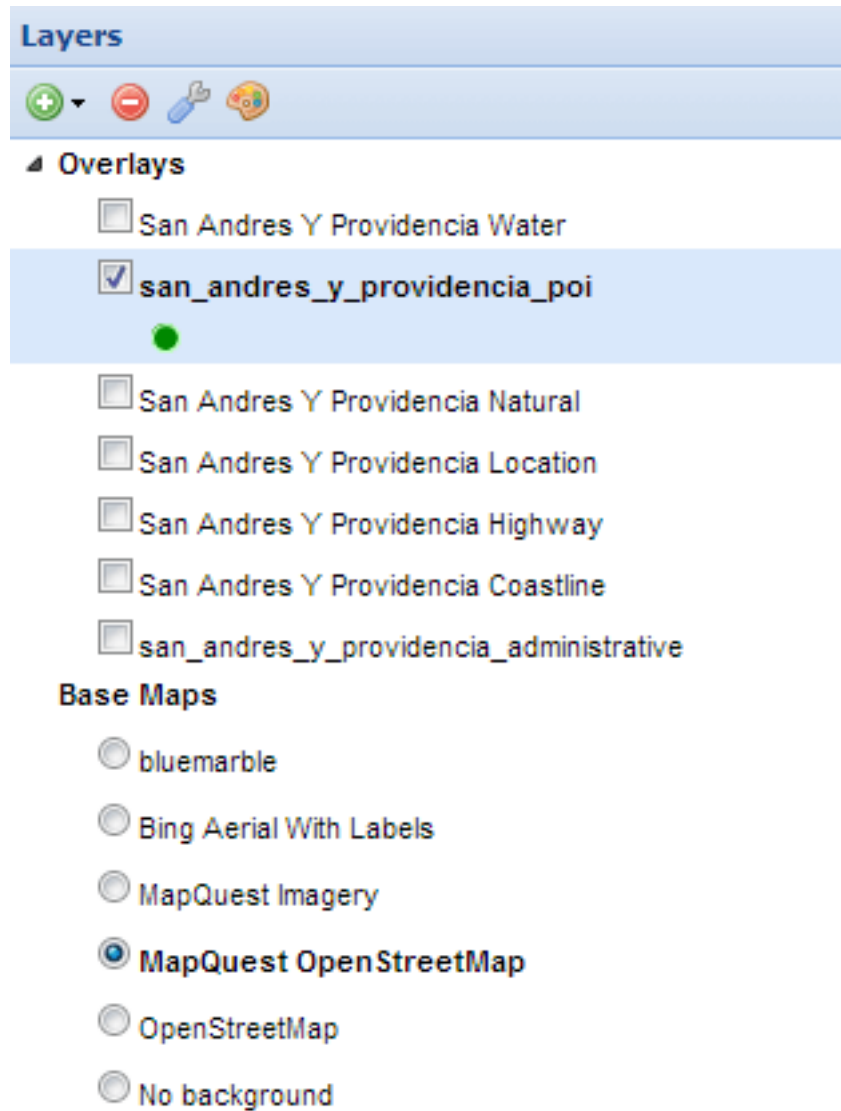 Layers
Overlays
San Andres Y Providencia Water
san_andres_y_providencia_poi
San Andres Y Providencia Natural
San Andres Y Providencia Location
San Andres Y Providencia Highway
San Andres Y Providencia Coastline
san_andres_y_providencia_administrative
Base Maps
bluemarble
Bing Aerial With Labels
MapQuest Imagery
MapQuest OpenStreetMap
OpenStreetMap
No background